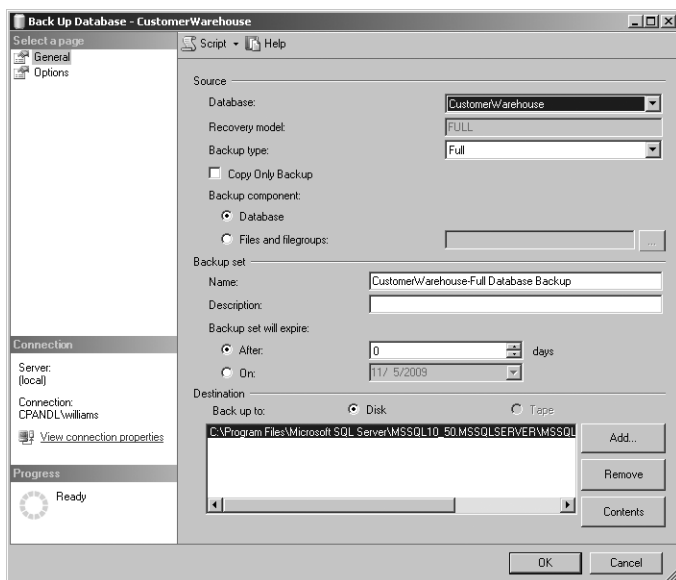 Back Up Database - CustomerWarehouse
Select a page
General
Options
Script Help
Source
Database: CustomerWarehouse
Recovery model: FULL
Backup type: Full
Copy Only Backup
Backup component:
Database
Files and filegroups: ...
Backup set
Name: CustomerWarehouse-Full Database Backup
Description:
Backup set will expire:
After: 0 days
On: 11/ 5/2009
Destination
Back up to: Disk Tape
C:\Program Files\Microsoft SQL Server\MSSQL10_50.MSSQLSERVER\MSSQL
Add...
Remove
Contents
Connection
Server:
(local)
Connection:
CPANDL\williams
View connection properties
Progress
Ready
OK Cancel